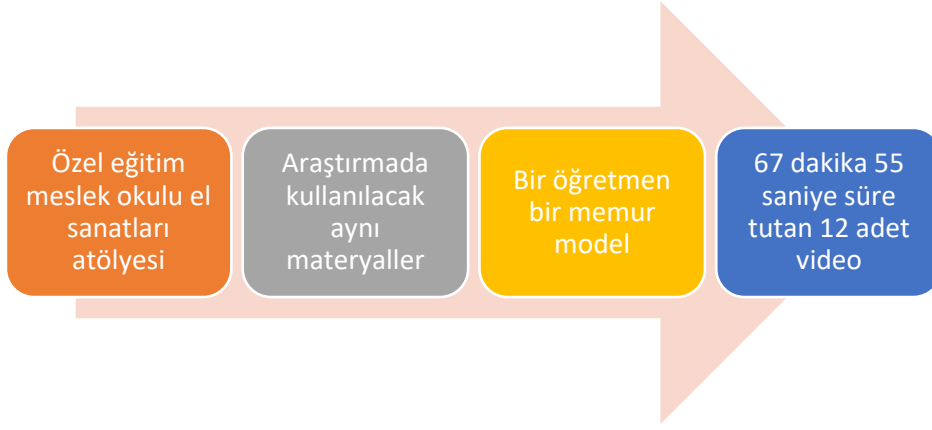 Özel eğitim
meslek okulu el
sanatları
atölyesi
Araştırmada
kullanılacak
aynı
materyaller
Bir öğretmen
bir memur
model
67 dakika 55
saniye süre
tutan 12 adet
video